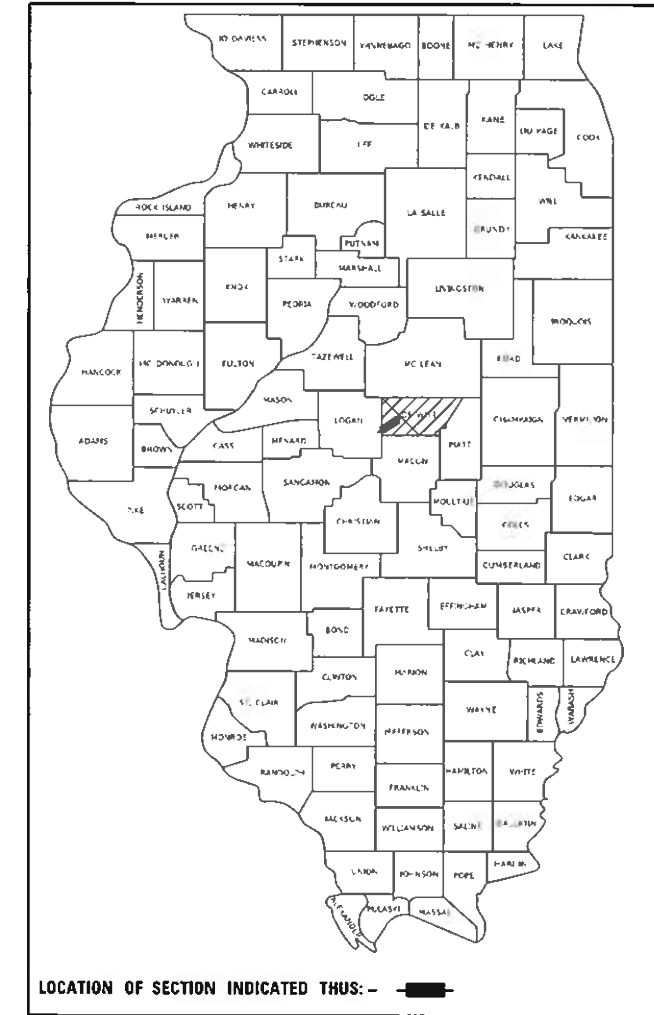 JO DAVIESS STEPHENSON WINNEBAGO BOONE MC HENRY LAKE
CARROLL OGLE
DE KALB KANE DU PAGE COOK
WHITESIDE LEE
KENDALL
ROCK ISLAND HENRY BUREAU LA SALLE WILL
MERCER PUTNAM GRUNDY KANKAKEE
STARK MARSHALL
HENDERSON WARREN KNOX PEORIA WOODFORD LIVINGSTON IROQUOIS
HANCOCK MC DONOUGH FULTON TAZEWELL MC LEAN FORD
SCHUYLER MASON LOGAN DE WITT CHAMPAIGN VERMILION
ADAMS BROWN CASS MENARD PIATT
MACON
PIKE SCOTT MORGAN SANGAMON MOULTRIE DOUGLAS EDGAR
CHRISTIAN COLES
CALHOUN GREENE MACOUPIN MONTGOMERY SHELBY CUMBERLAND CLARK
JERSEY FAYETTE EFFINGHAM JASPER CRAWFORD
MADISON BOND
CLAY RICHLAND LAWRENCE
CLINTON MARION
ST. CLAIR WAYNE EDWARDS WABASH
MONROE WASHINGTON JEFFERSON
RANDOLPH PERRY HAMILTON WHITE
FRANKLIN
JACKSON WILLIAMSON SALINE GALLATIN
UNION JOHNSON POPE HARDIN
ALEXANDER PULASKI MASSAC
LOCATION OF SECTION INDICATED THUS: -